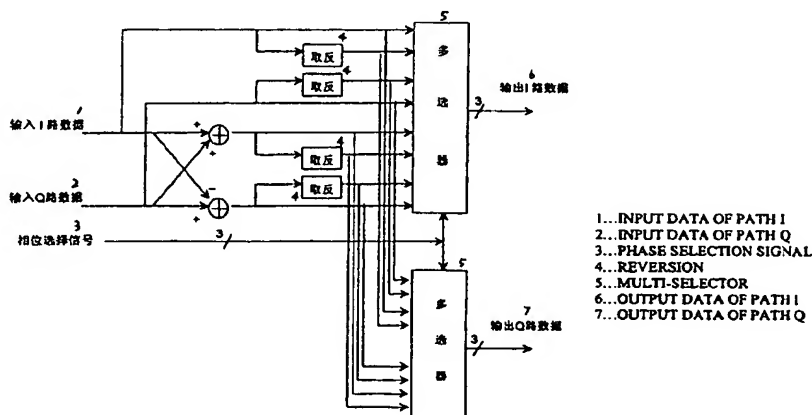 5
4
取反
多
4
取反
选
6
输出I路数据
3
1
输入I路数据
+
+
取反
4
器
2
输入Q路数据
−
4
取反
+
3
相位选择信号
3
5
多
选
器
7
输出Q路数据
3
1...INPUT DATA OF PATH I
2...INPUT DATA OF PATH Q
3...PHASE SELECTION SIGNAL
4...REVERSION
5...MULTI-SELECTOR
6...OUTPUT DATA OF PATH I
7...OUTPUT DATA OF PATH Q